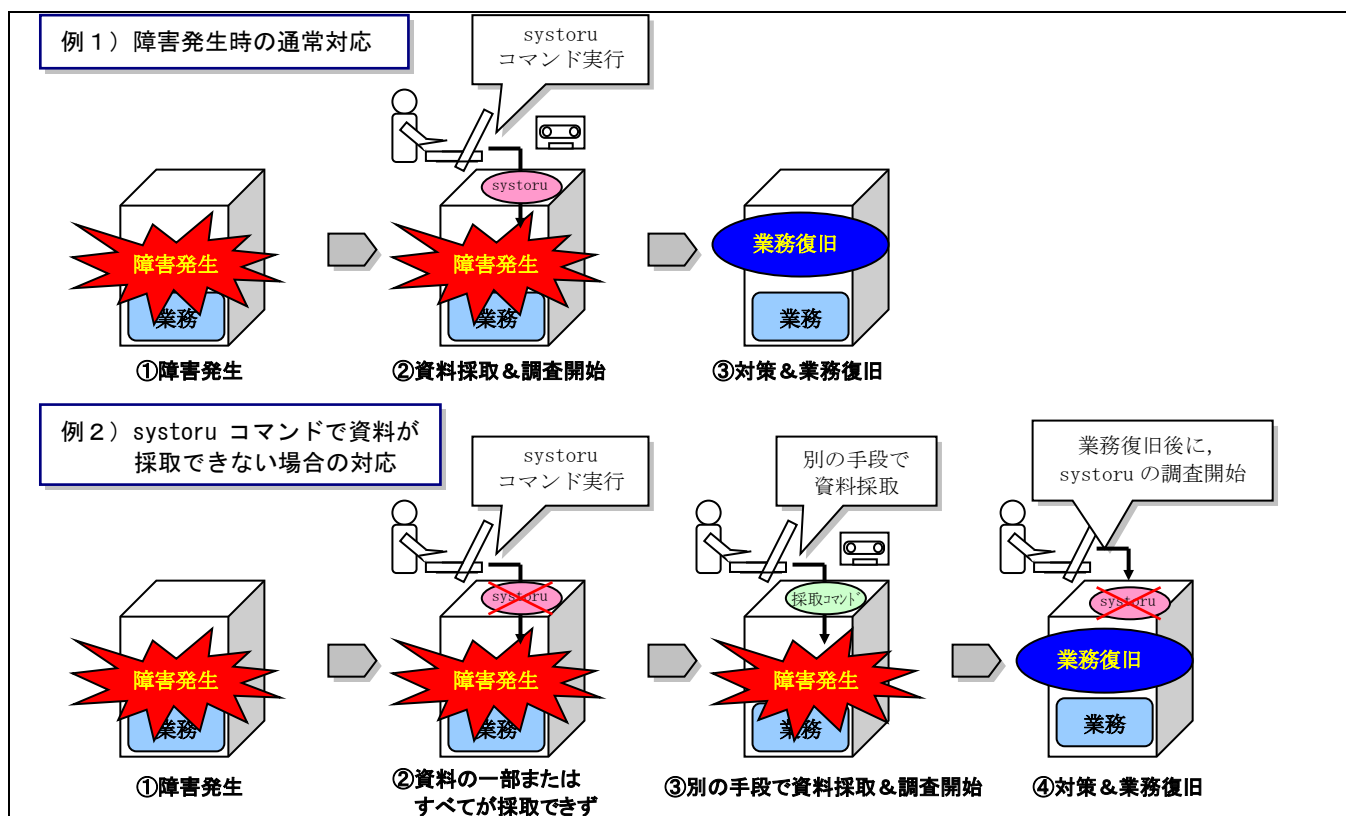 例１）障害発生時の通常対応
systoru
コマンド実行
systoru
障害発生
業務
障害発生
業務
業務復旧
業務
①障害発生
②資料採取＆調査開始
③対策＆業務復旧
例２）systoru コマンドで資料が
採取できない場合の対応
systoru
コマンド実行
別の手段で
資料採取
業務復旧後に,
systoru の調査開始
systoru
採取ｺﾏﾝﾄﾞ
systoru
障害発生
業務
障害発生
業務
障害発生
業務
業務復旧
業務
①障害発生
②資料の一部または
すべてが採取できず
③別の手段で資料採取＆調査開始
④対策＆業務復旧